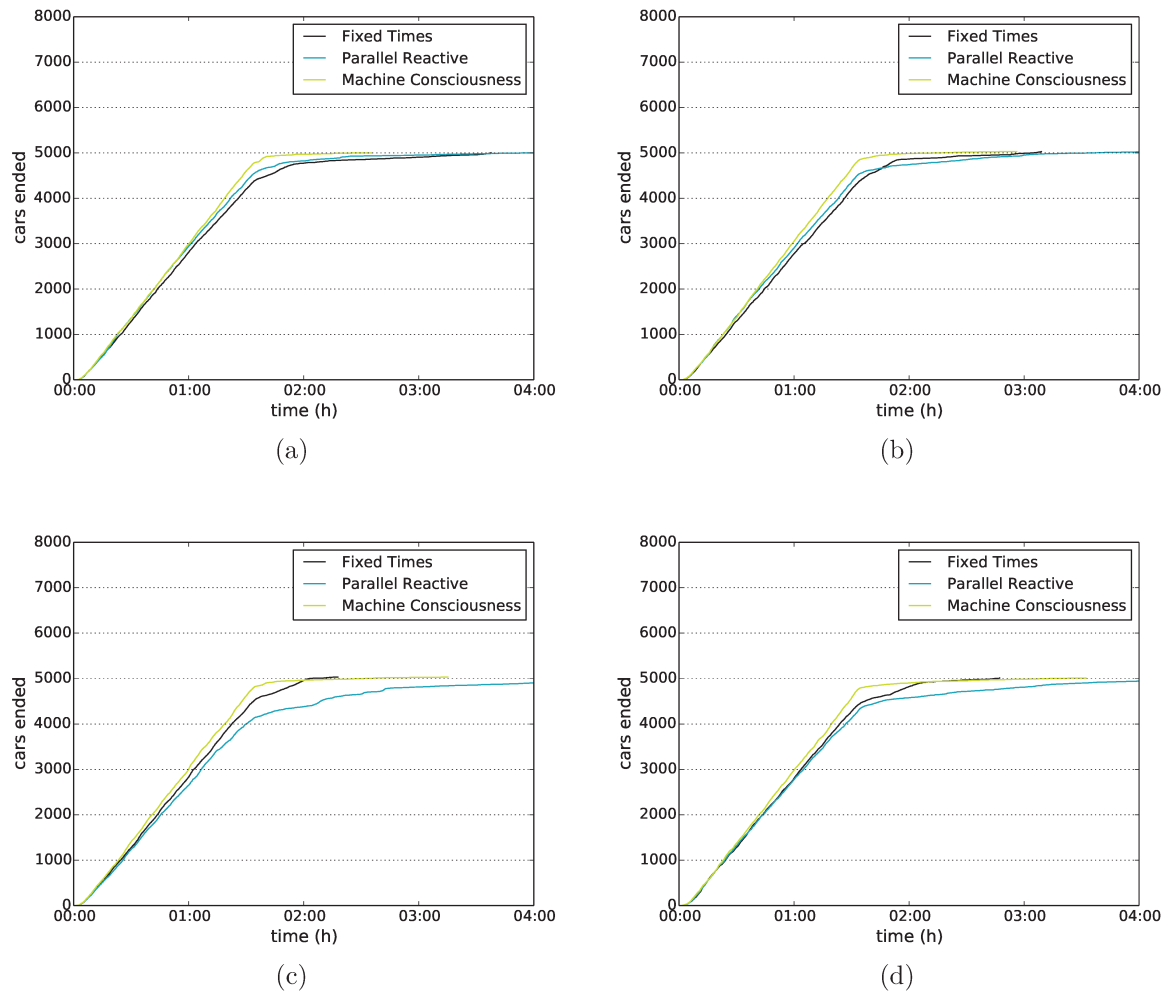 8000
7000
6000
5000
4000
3000
2000
1000
0
cars ended
00:00 01:00 02:00 03:00 04:00
time (h)
Fixed Times
Parallel Reactive
Machine Consciousness
(a)
8000
7000
6000
5000
4000
3000
2000
1000
0
cars ended
00:00 01:00 02:00 03:00 04:00
time (h)
Fixed Times
Parallel Reactive
Machine Consciousness
(b)
8000
7000
6000
5000
4000
3000
2000
1000
0
cars ended
00:00 01:00 02:00 03:00 04:00
time (h)
Fixed Times
Parallel Reactive
Machine Consciousness
(c)
8000
7000
6000
5000
4000
3000
2000
1000
0
cars ended
00:00 01:00 02:00 03:00 04:00
time (h)
Fixed Times
Parallel Reactive
Machine Consciousness
(d)